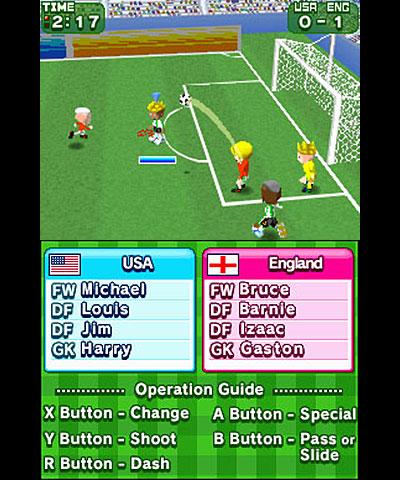 TIME
2:17
USA ENG
0 - 1
USA
England
FW Michael
FW Bruce
DF Louis
DF Barnie
DF Jim
DF Izaac
GK Harry
GK Gaston
Operation Guide
X Button - Change
A Button - Special
Y Button - Shoot
B Button - Pass or
Slide
R Button - Dash